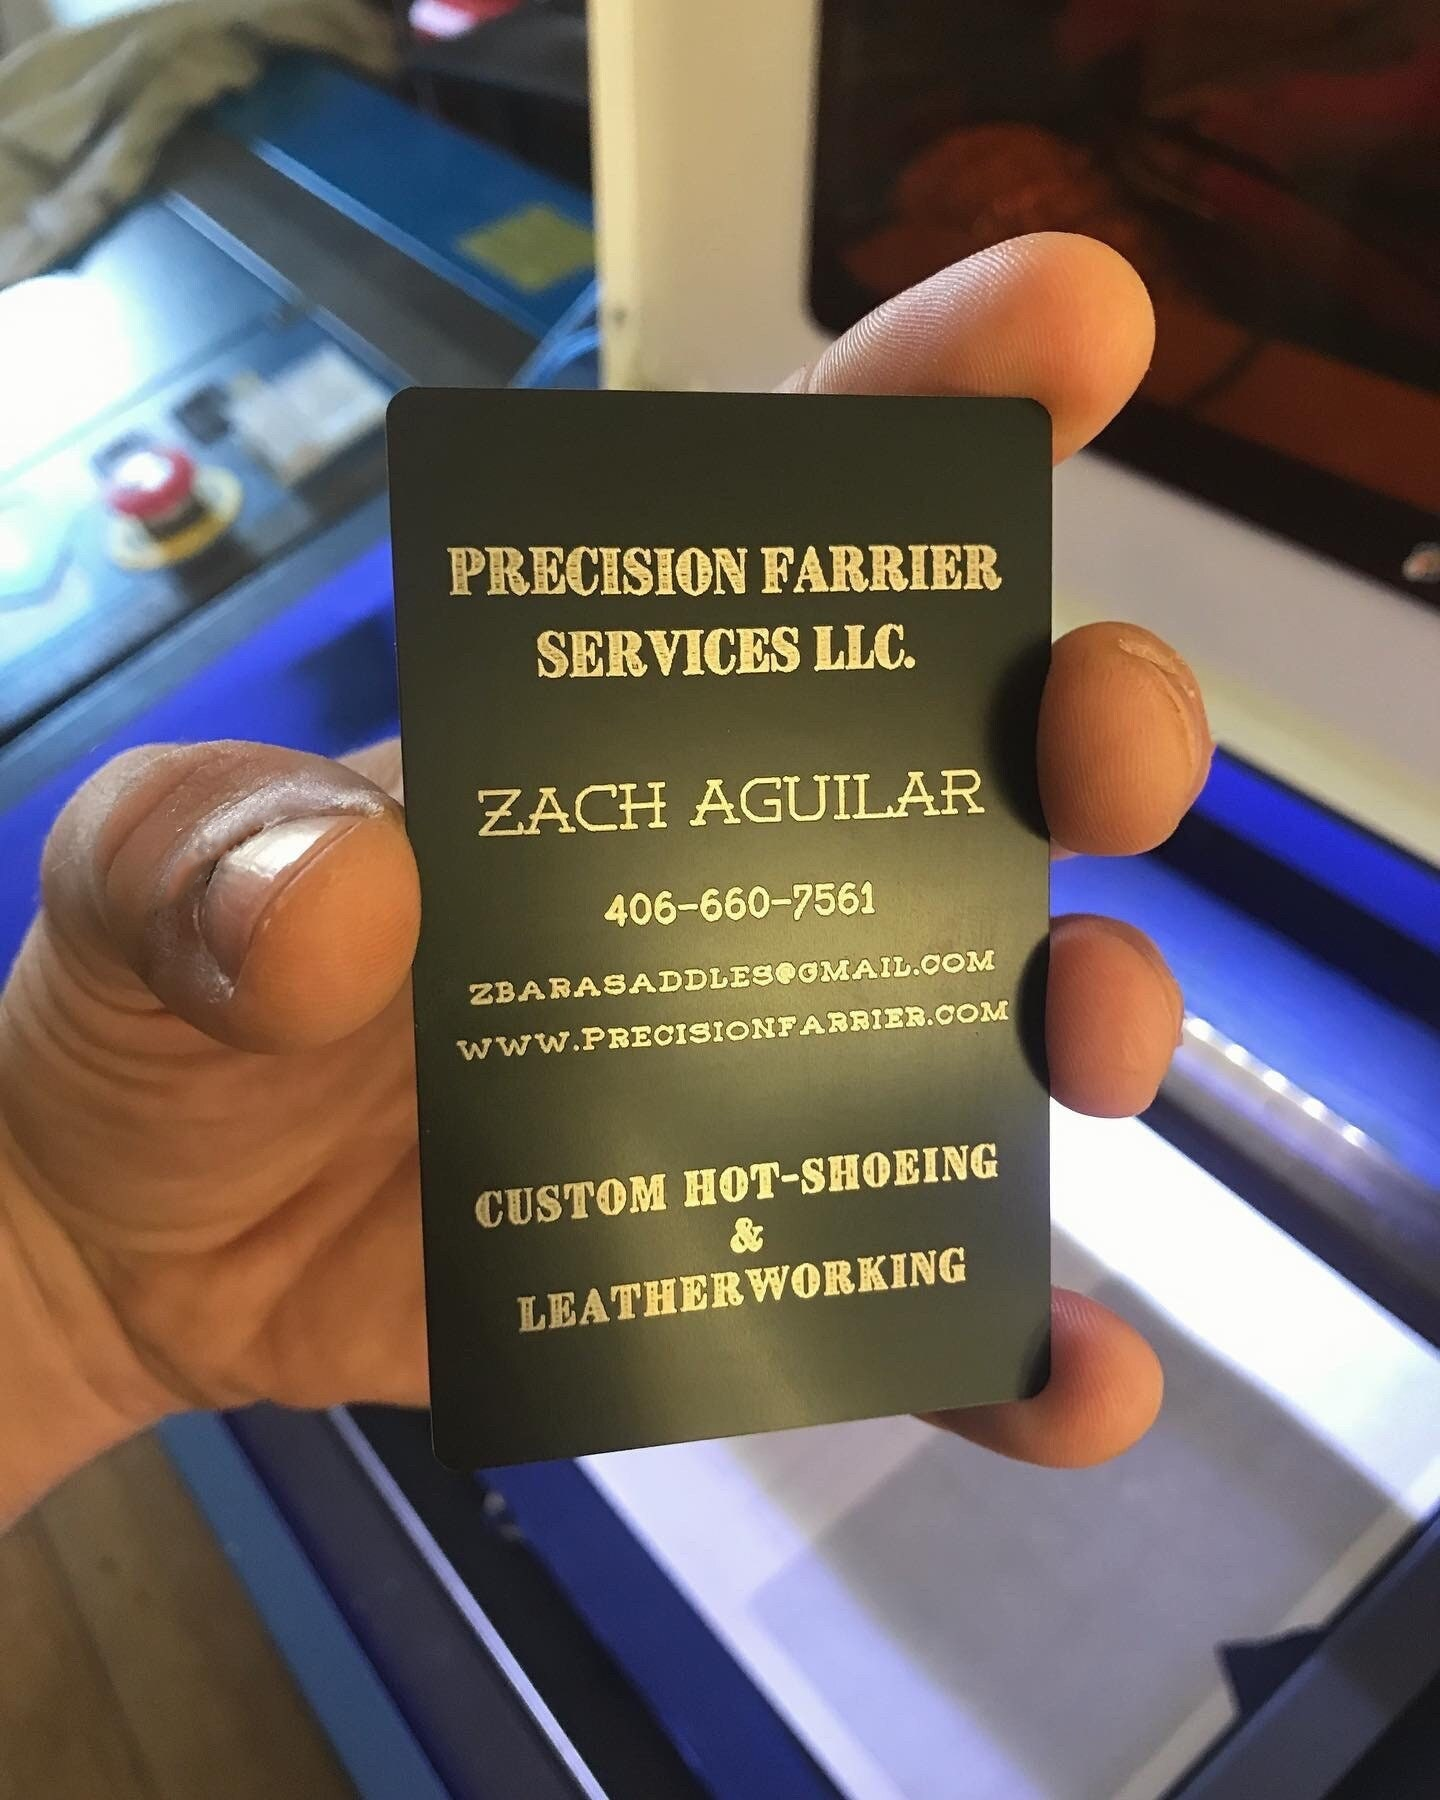 PRECISION FARRIER
SERVICES LLC.
ZACH AGUILAR
406-660-7561
ZBARASADDLES@GMAIL.COM
WWW.PRECISIONFARRIER.COM
CUSTOM HOT-SHOEING
&
LEATHERWORKING